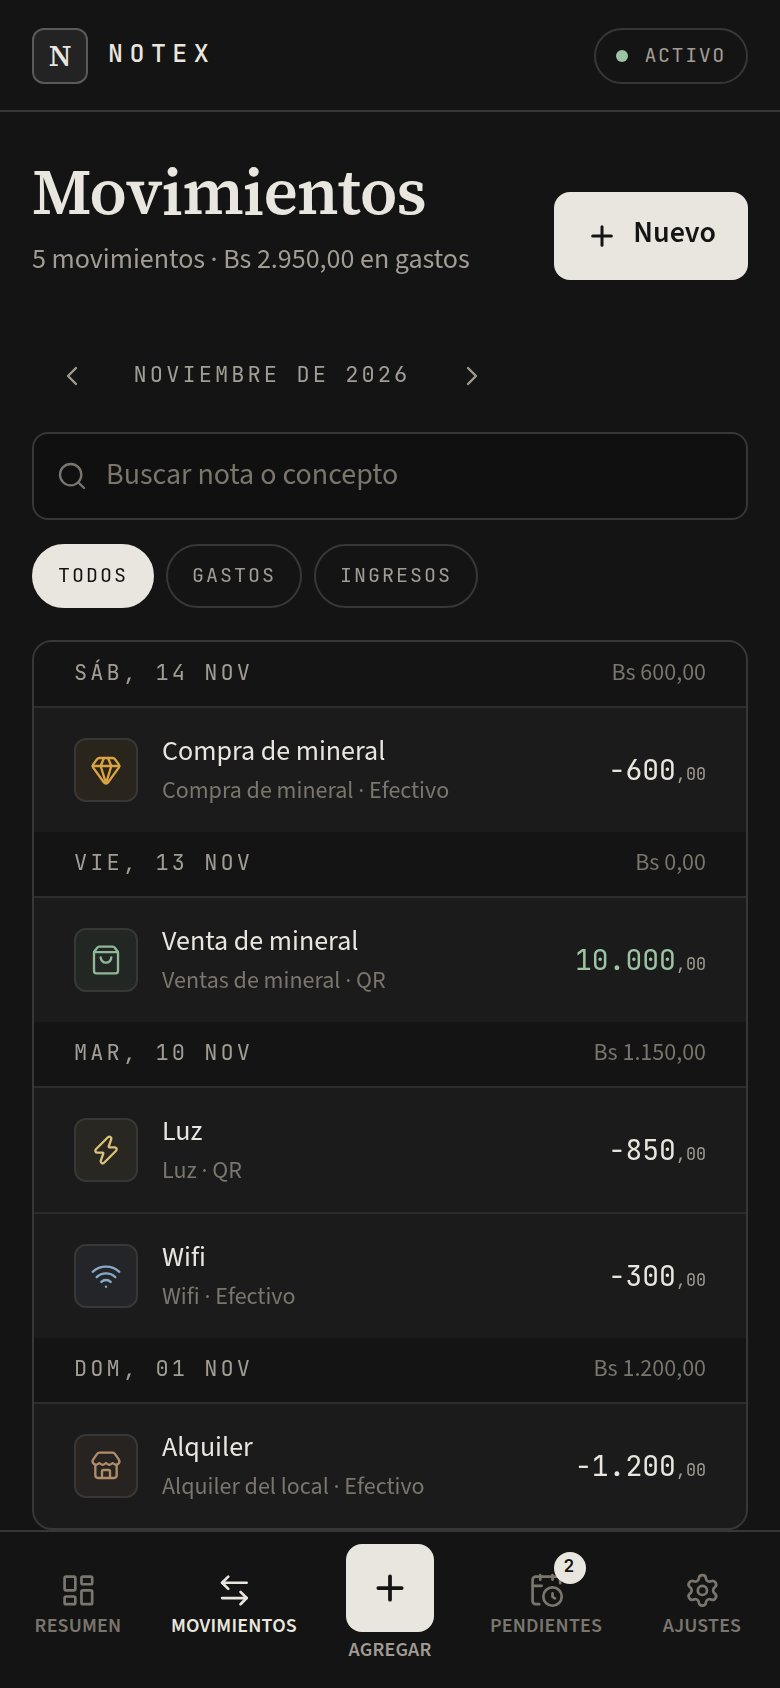 N NOTEX
ACTIVO
Movimientos
5 movimientos · Bs 2.950,00 en gastos
+ Nuevo
NOVIEMBRE DE 2026
Buscar nota o concepto
TODOS GASTOS INGRESOS
SÁB, 14 NOV Bs 600,00
Compra de mineral
Compra de mineral · Efectivo
-600,00
VIE, 13 NOV Bs 0,00
Venta de mineral
Ventas de mineral · QR
10.000,00
MAR, 10 NOV Bs 1.150,00
Luz
Luz · QR
-850,00
Wifi
Wifi · Efectivo
-300,00
DOM, 01 NOV Bs 1.200,00
Alquiler
Alquiler del local · Efectivo
-1.200,00
2
RESUMEN MOVIMIENTOS AGREGAR PENDIENTES AJUSTES